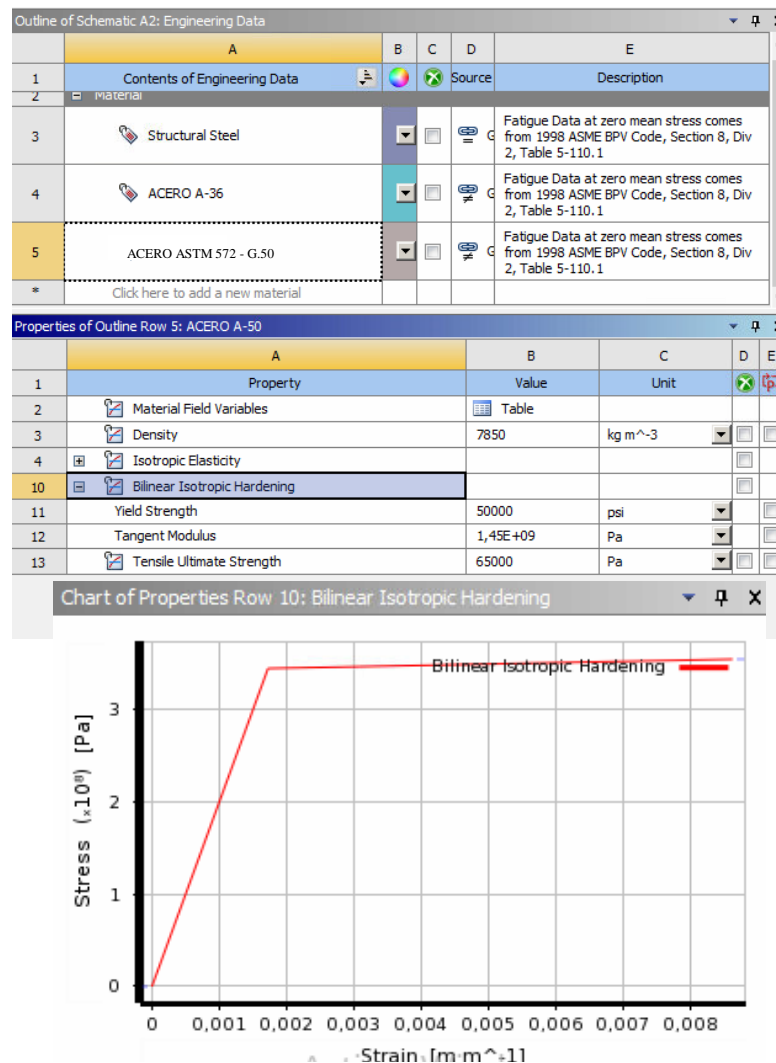 Outline of Schematic A2: Engineering Data
A B C D E
1 Contents of Engineering Data Source Description
2 Material
3 Structural Steel G Fatigue Data at zero mean stress comes
from 1998 ASME BPV Code, Section 8, Div
2, Table 5-110.1
4 ACERO A-36 G Fatigue Data at zero mean stress comes
from 1998 ASME BPV Code, Section 8, Div
2, Table 5-110.1
5 ACERO ASTM 572 - G.50 G Fatigue Data at zero mean stress comes
from 1998 ASME BPV Code, Section 8, Div
2, Table 5-110.1
* Click here to add a new material
Properties of Outline Row 5: ACERO A-50
A B C D E
1 Property Value Unit
2 Material Field Variables Table
3 Density 7850 kg m^-3
4 Isotropic Elasticity
10 Bilinear Isotropic Hardening
11 Yield Strength 50000 psi
12 Tangent Modulus 1,45E+09 Pa
13 Tensile Ultimate Strength 65000 Pa
Chart of Properties Row 10: Bilinear Isotropic Hardening
Bilinear Isotropic Hardening
Stress (x10⁸) [Pa]
3
2
1
0
0 0,001 0,002 0,003 0,004 0,005 0,006 0,007 0,008
Strain [m m^-1]